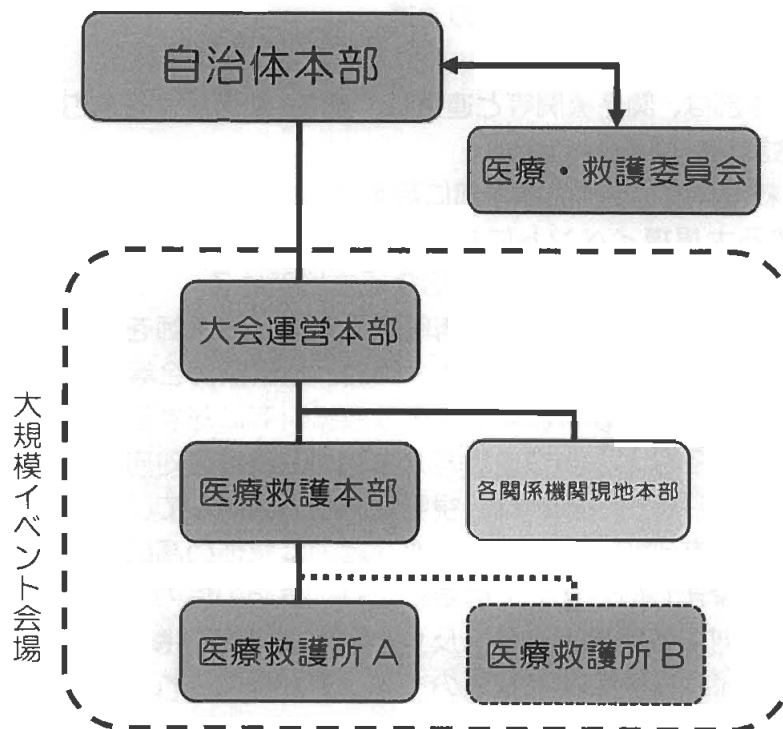 自治体本部
医療・救護委員会
大会運営本部
大規模イベント会場
医療救護本部
各関係機関現地本部
医療救護所 A
医療救護所 B